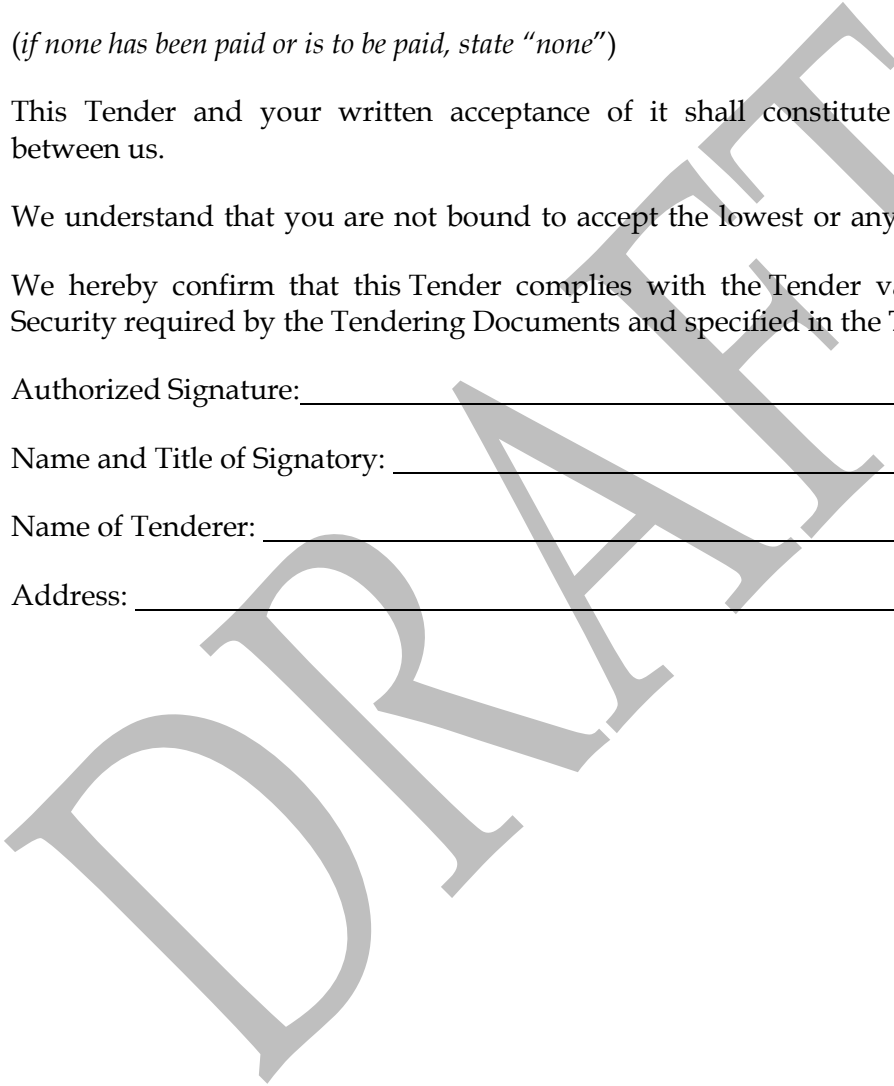 (if none has been paid or is to be paid, state “none”)
This Tender and your written acceptance of it shall constitute
between us.
We understand that you are not bound to accept the lowest or any
We hereby confirm that this Tender complies with the Tender va
Security required by the Tendering Documents and specified in the T
Authorized Signature:
Name and Title of Signatory:
Name of Tenderer:
Address:
DRAFT